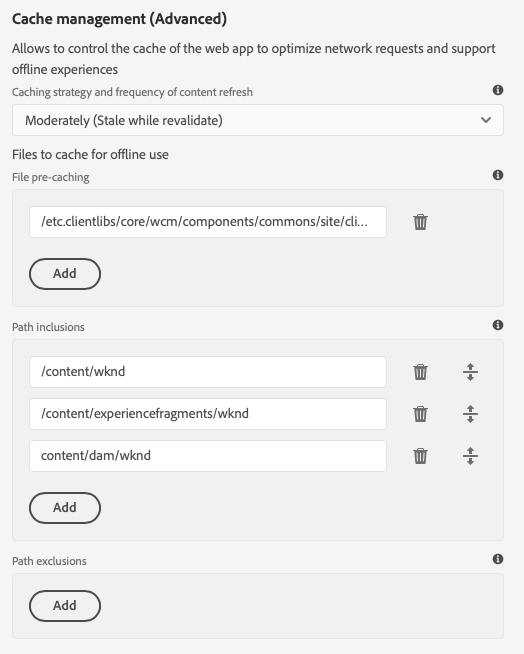 Cache management (Advanced)
Allows to control the cache of the web app to optimize network requests and support
offline experiences
Caching strategy and frequency of content refresh
Moderately (Stale while revalidate)
Files to cache for offline use
File pre-caching
/etc.clientlibs/core/wcm/components/commons/site/cli...
Add
Path inclusions
/content/wknd
/content/experiencefragments/wknd
content/dam/wknd
Add
Path exclusions
Add